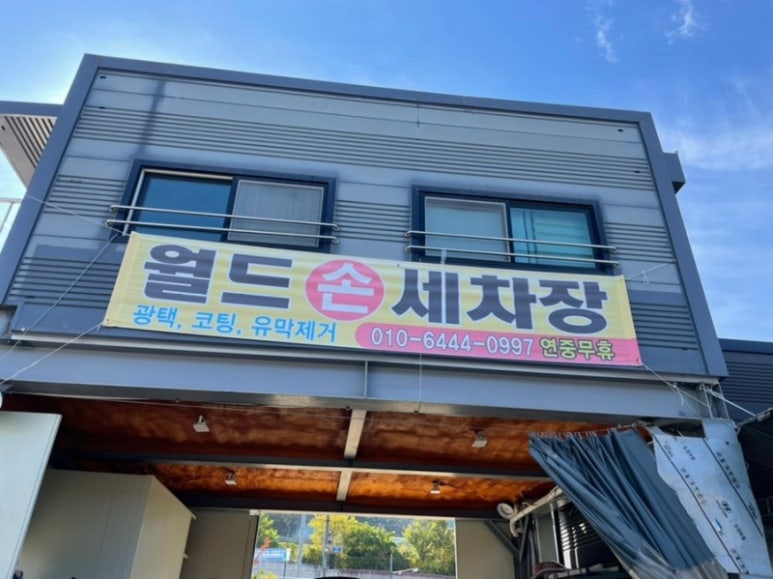 월드 손 세차장
광택, 코팅, 유막제거
010-6444-0997 연중무휴